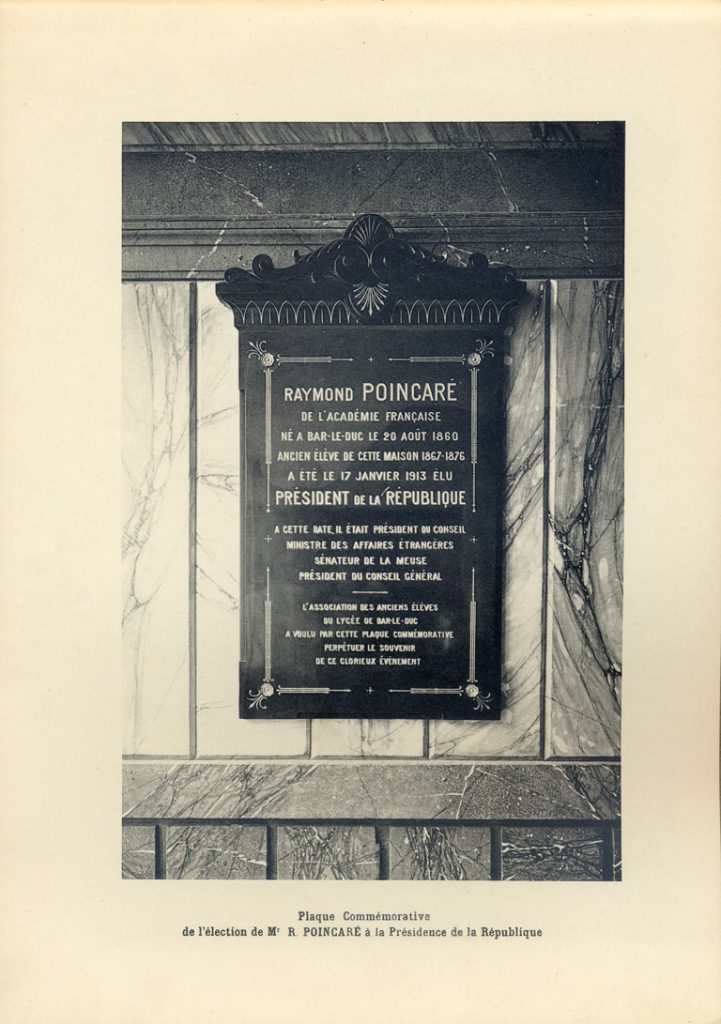 RAYMOND POINCARÉ
DE L'ACADÉMIE FRANÇAISE
NÉ A BAR-LE-DUC LE 20 AOÛT 1860
ANCIEN ÉLÈVE DE CETTE MAISON 1867-1876
A ÉTÉ LE 17 JANVIER 1913 ÉLU
PRÉSIDENT DE LA RÉPUBLIQUE
A CETTE DATE, IL ÉTAIT PRÉSIDENT DU CONSEIL
MINISTRE DES AFFAIRES ÉTRANGÈRES
SÉNATEUR DE LA MEUSE
PRÉSIDENT DU CONSEIL GÉNÉRAL
L'ASSOCIATION DES ANCIENS ÉLÈVES
DU LYCÉE DE BAR-LE-DUC
A VOULU PAR CETTE PLAQUE COMMÉMORATIVE
PERPÉTUER LE SOUVENIR
DE CE GLORIEUX ÉVÉNEMENT
Plaque Commémorative
de l'élection de Mr R. POINCARÉ à la Présidence de la République